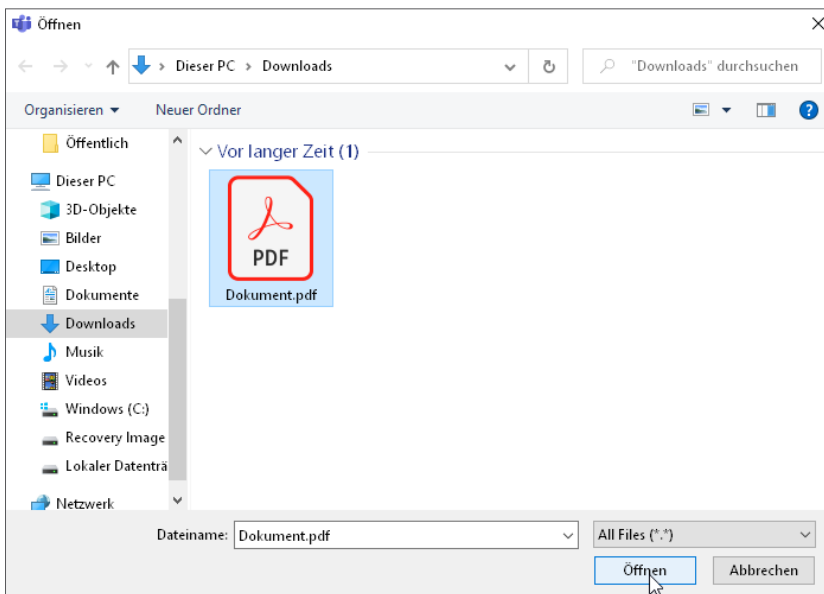 Öffnen
Dieser PC > Downloads
"Downloads" durchsuchen
Organisieren
Neuer Ordner
?
Öffentlich
Dieser PC
3D-Objekte
Bilder
Desktop
Dokumente
Downloads
Musik
Videos
Windows (C:)
Recovery Image
Lokaler Datenträ
Netzwerk
Vor langer Zeit (1)
PDF
Dokument.pdf
Dateiname: Dokument.pdf
All Files (*.*)
Öffnen
Abbrechen